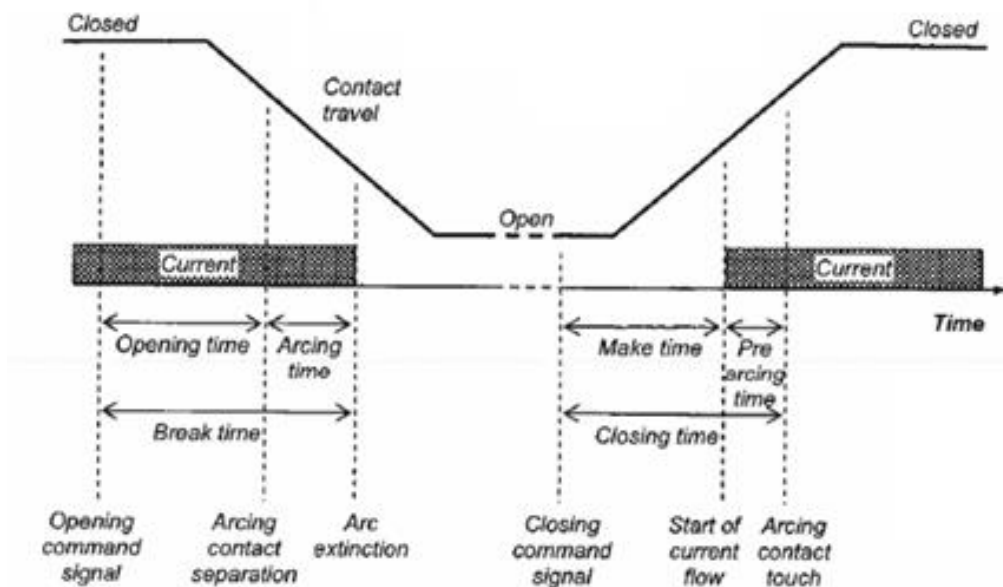 Closed
Closed
Contact
travel
Open
Current
Current
Time
Opening time
Arcing
time
Make time
Pre
arcing
time
Break time
Closing time
Opening
command
signal
Arcing
contact
separation
Arc
extinction
Closing
command
signal
Start of
current
flow
Arcing
contact
touch